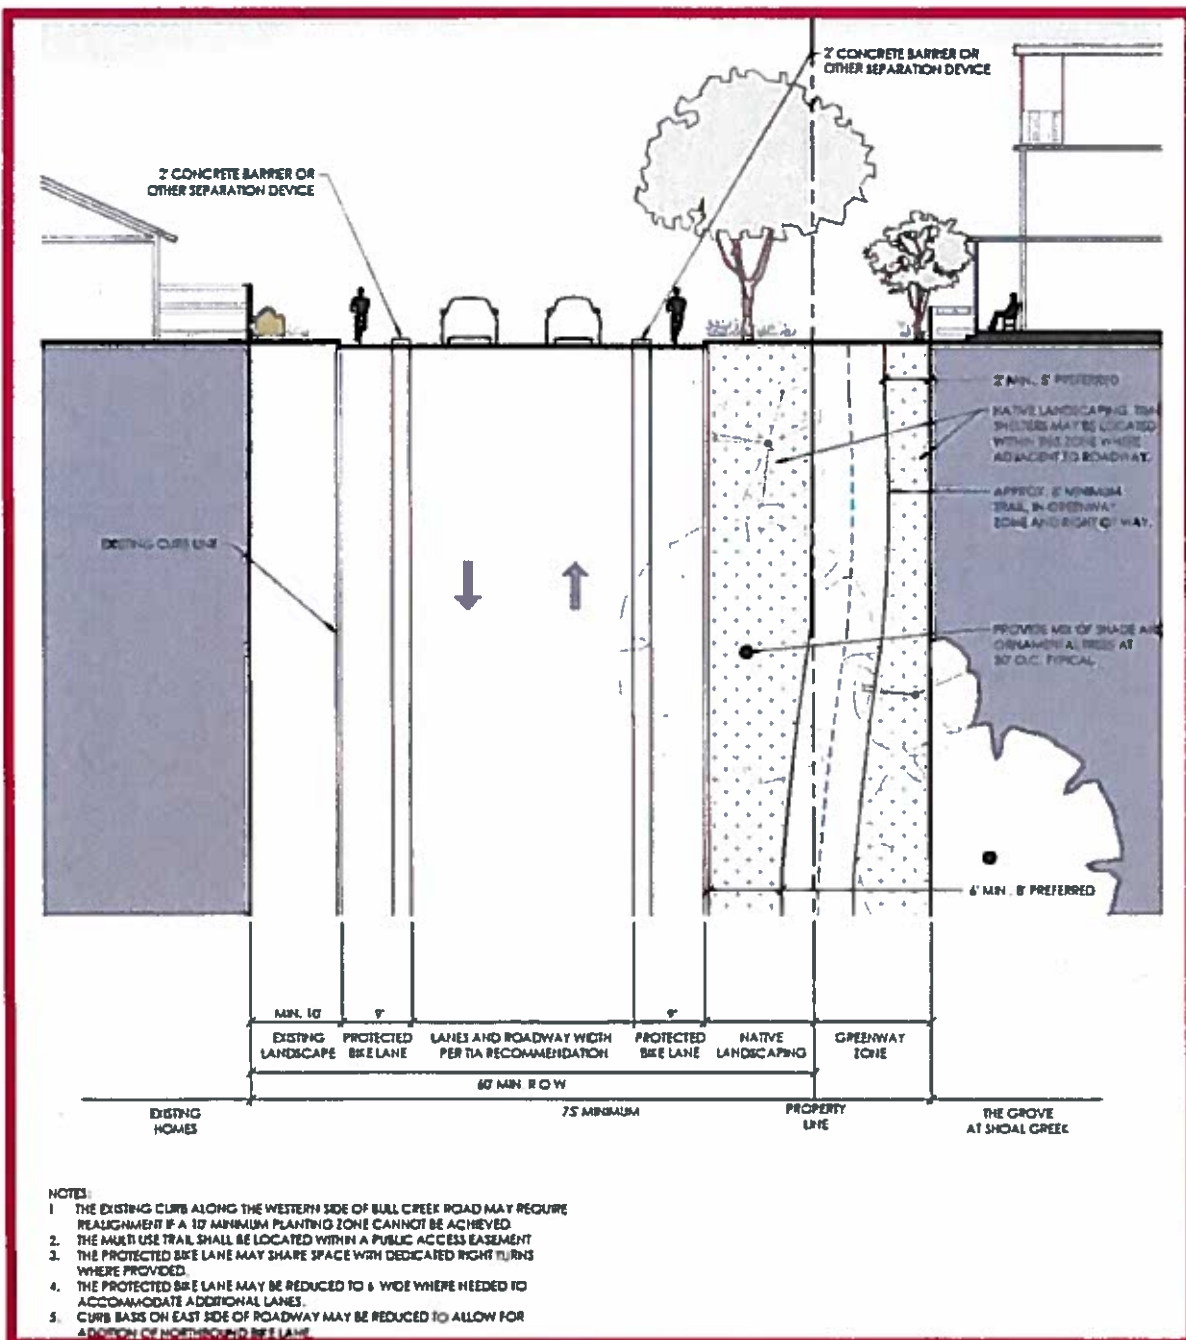 2' CONCRETE BARRIER OR
OTHER SEPARATION DEVICE
2' CONCRETE BARRIER OR
OTHER SEPARATION DEVICE
2' MIN. 5' PREFERRED
NATIVE LANDSCAPING.
SHELTERS MAY BE LOCATED
WITHIN THIS ZONE WHERE
ADJACENT TO ROADWAY.
APPROX. 8' MINIMUM
TRAIL, IN GREENWAY
ZONE AND RIGHT OF WAY.
EXISTING CURB LINE
PROVIDE MIX OF SHADE
ORNAMENTAL TREES AT
30' O.C. TYPICAL
6' MIN. 8' PREFERRED
MIN. 10' 9' 9'
EXISTING LANDSCAPE
PROTECTED BIKE LANE
LANES AND ROADWAY WIDTH
PER TIA RECOMMENDATION
PROTECTED BIKE LANE
NATIVE LANDSCAPING
GREENWAY ZONE
60' MIN. R O W
75' MINIMUM
EXISTING
HOMES
PROPERTY
LINE
THE GROVE
AT SHOAL GREEK
NOTES:
1 THE EXISTING CURB ALONG THE WESTERN SIDE OF BULL CREEK ROAD MAY REQUIRE
REALIGNMENT IF A 10' MINIMUM PLANTING ZONE CANNOT BE ACHIEVED
2. THE MULTI USE TRAIL SHALL BE LOCATED WITHIN A PUBLIC ACCESS EASEMENT
3. THE PROTECTED BIKE LANE MAY SHARE SPACE WITH DEDICATED RIGHT TURNS
WHERE PROVIDED.
4. THE PROTECTED BIKE LANE MAY BE REDUCED TO 6 WIDE WHERE NEEDED TO
ACCOMMODATE ADDITIONAL LANES.
5. CURB BASIS ON EAST SIDE OF ROADWAY MAY BE REDUCED TO ALLOW FOR
ADDITION OF NORTHBOUND BIKE LANE